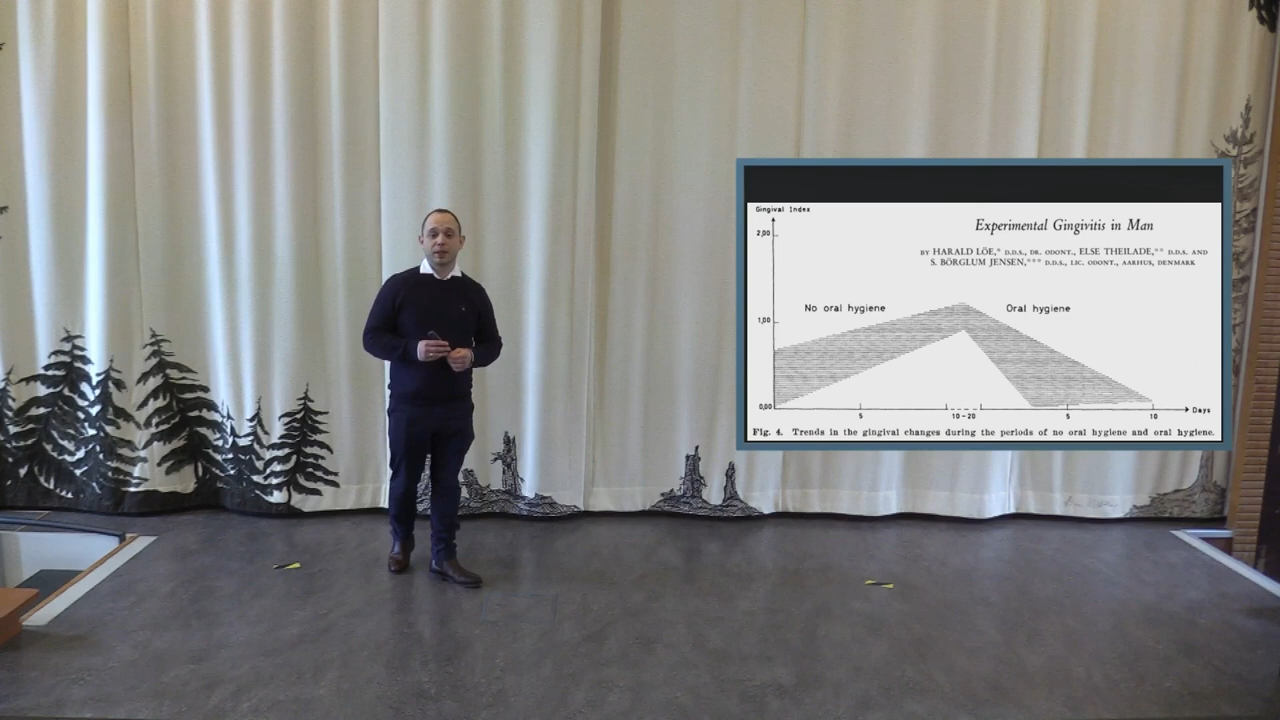 Gingival Index
2,00
Experimental Gingivitis in Man
BY HARALD LÖE,* D.D.S., DR. ODONT., ELSE THEILADE,** D.D.S. AND
S. BÖRGLUM JENSEN,*** D.D.S., LIC. ODONT., AARHUS, DENMARK
No oral hygiene
Oral hygiene
1,00
0,00
5
10-20
5
10
Days
Fig. 4. Trends in the gingival changes during the periods of no oral hygiene and oral hygiene.